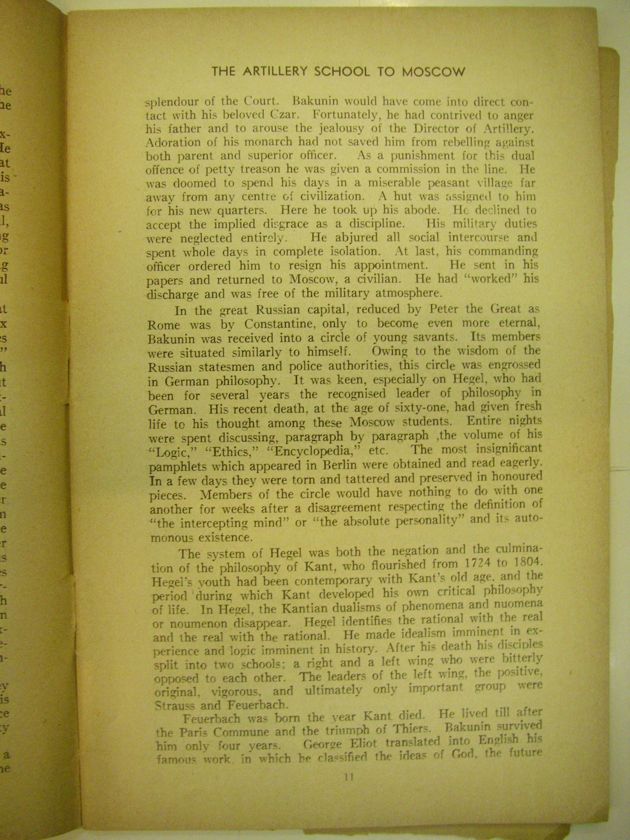 THE ARTILLERY SCHOOL TO MOSCOW
splendour of the Court. Bakunin would have come into direct con-
tact with his beloved Czar. Fortunately, he had contrived to anger
his father and to arouse the jealousy of the Director of Artillery.
Adoration of his monarch had not saved him from rebelling against
both parent and superior officer. As a punishment for this dual
offence of petty treason he was given a commission in the line. He
was doomed to spend his days in a miserable peasant village far
away from any centre of civilization. A hut was assigned to him
for his new quarters. Here he took up his abode. He declined to
accept the implied disgrace as a discipline. His military duties
were neglected entirely. He abjured all social intercourse and
spent whole days in complete isolation. At last, his commanding
officer ordered him to resign his appointment. He sent in his
papers and returned to Moscow, a civilian. He had "worked" his
discharge and was free of the military atmosphere.
In the great Russian capital, reduced by Peter the Great as
Rome was by Constantine, only to become even more eternal,
Bakunin was received into a circle of young savants. Its members
were situated similarly to himself. Owing to the wisdom of the
Russian statesmen and police authorities, this circle was engrossed
in German philosophy. It was keen, especially on Hegel, who had
been for several years the recognised leader of philosophy in
German. His recent death, at the age of sixty-one, had given fresh
life to his thought among these Moscow students. Entire nights
were spent discussing, paragraph by paragraph ,the volume of his
"Logic," "Ethics," "Encyclopedia," etc. The most insignificant
pamphlets which appeared in Berlin were obtained and read eagerly.
In a few days they were torn and tattered and preserved in honoured
pieces. Members of the circle would have nothing to do with one
another for weeks after a disagreement respecting the definition of
"the intercepting mind" or "the absolute personality" and its auto-
monous existence.
The system of Hegel was both the negation and the culmina-
tion of the philosophy of Kant, who flourished from 1724 to 1804.
Hegel's youth had been contemporary with Kant's old age, and the
period during which Kant developed his own critical philosophy
of life. In Hegel, the Kantian dualisms of phenomena and nuomena
or noumenon disappear. Hegel identifies the rational with the real
and the real with the rational. He made idealism imminent in ex-
perience and logic imminent in history. After his death his disciples
split into two schools; a right and a left wing who were bitterly
opposed to each other. The leaders of the left wing, the positive,
original, vigorous, and ultimately only important group were
Strauss and Feuerbach.
Feuerbach was born the year Kant died. He lived till after
the Paris Commune and the triumph of Thiers. Bakunin survived
him only four years. George Eliot translated into English his
famous work, in which he classified the ideas of God, the future
11